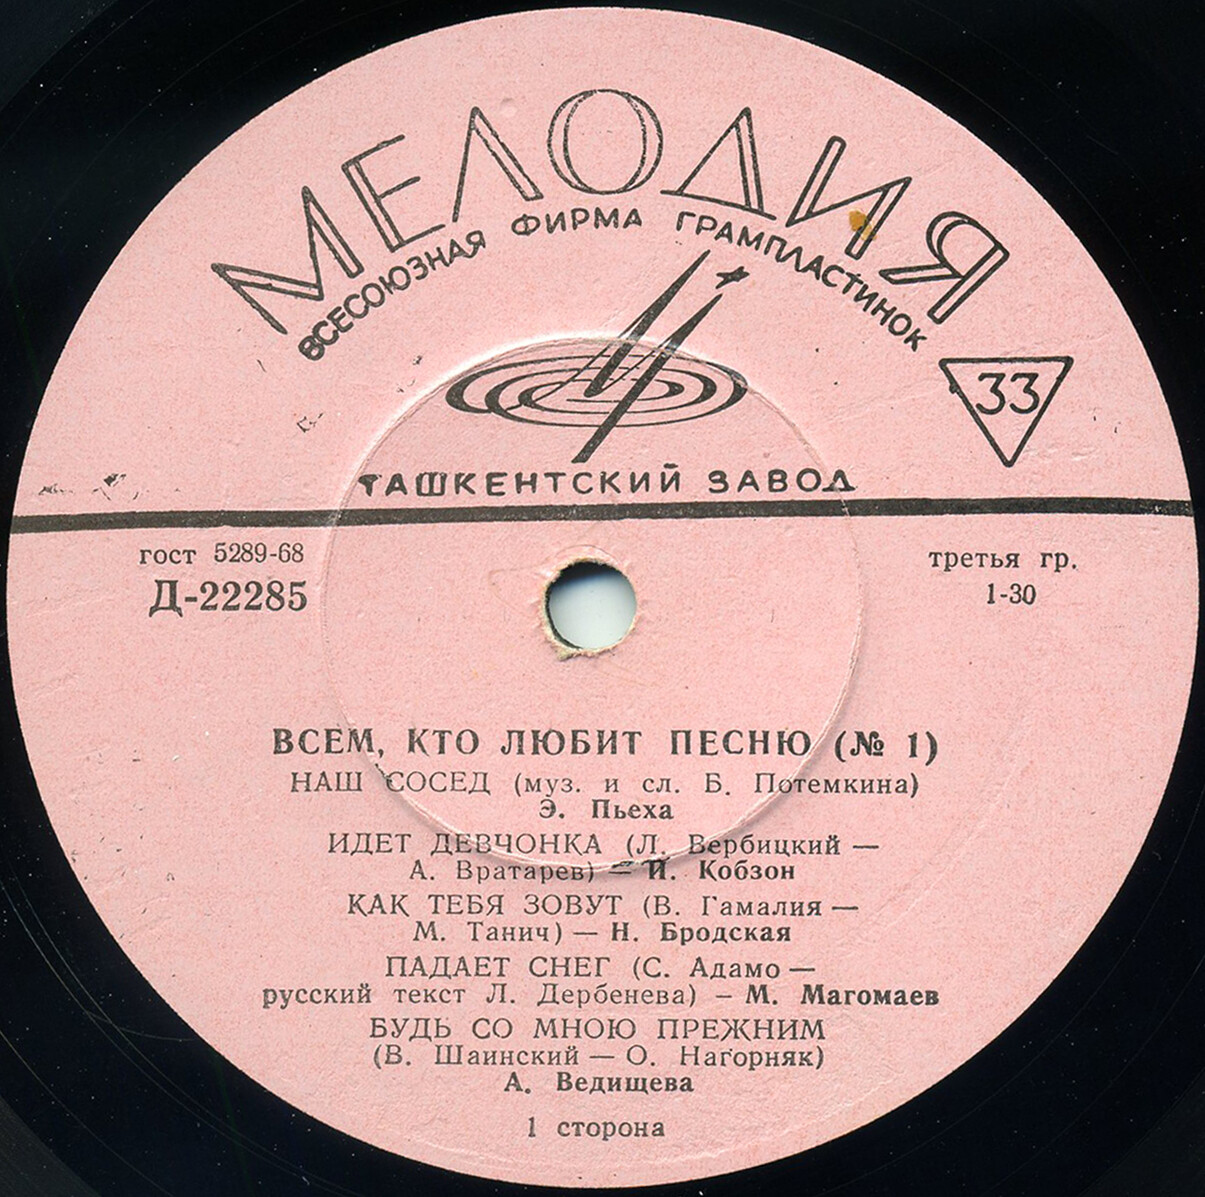 МЕЛОДИЯ
ВСЕСОЮЗНАЯ ФИРМА ГРАМПЛАСТИНОК
33
ТАШКЕНТСКИЙ ЗАВОД
гост 5289-68
Д-22285
третья гр.
1-30
ВСЕМ, КТО ЛЮБИТ ПЕСНЮ (№ 1)
НАШ СОСЕД (муз. и сл. Б. Потемкина)
Э. Пьеха
ИДЕТ ДЕВЧОНКА (Л. Вербицкий —
А. Вратарев) — И. Кобзон
КАК ТЕБЯ ЗОВУТ (В. Гамалия —
М. Танич) — Н. Бродская
ПАДАЕТ СНЕГ (С. Адамо —
русский текст Л. Дербенева) — М. Магомаев
БУДЬ СО МНОЮ ПРЕЖНИМ
(В. Шаинский — О. Нагорняк)
А. Ведищева
1 сторона